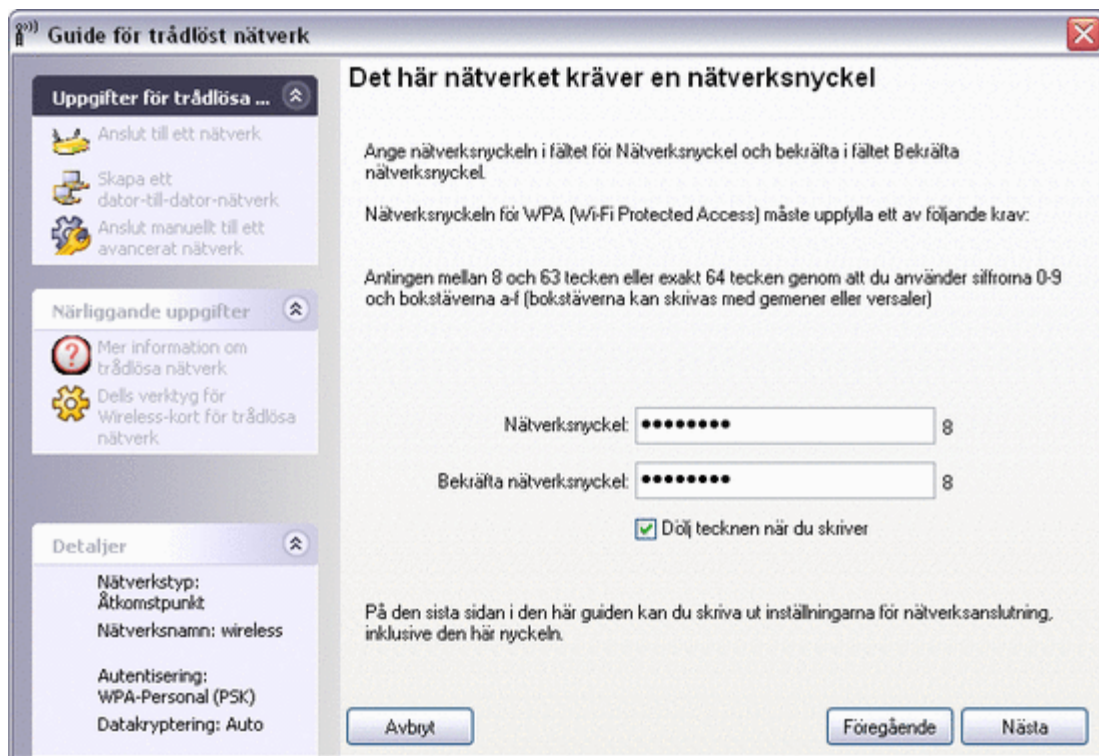 Guide för trådlöst nätverk
Uppgifter för trådlösa ...
Anslut till ett nätverk
Skapa ett
dator-till-dator-nätverk
Anslut manuellt till ett
avancerat nätverk
Närliggande uppgifter
Mer information om
trådlösa nätverk
Dells verktyg för
Wireless-kort för trådlösa
nätverk
Detaljer
Nätverkstyp:
Åtkomstpunkt
Nätverksnamn: wireless
Autentisering:
WPA-Personal (PSK)
Datakryptering: Auto
Det här nätverket kräver en nätverksnyckel
Ange nätverksnyckeln i fältet för Nätverksnyckel och bekräfta i fältet Bekräfta
nätverksnyckel.
Nätverksnyckeln för WPA (Wi-Fi Protected Access) måste uppfylla ett av följande krav:
Antingen mellan 8 och 63 tecken eller exakt 64 tecken genom att du använder siffrorna 0-9
och bokstäverna a-f (bokstäverna kan skrivas med gemener eller versaler)
Nätverksnyckel: ●●●●●●●● 8
Bekräfta nätverksnyckel: ●●●●●●●● 8
Dölj tecknen när du skriver
På den sista sidan i den här guiden kan du skriva ut inställningarna för nätverksanslutning,
inklusive den här nyckeln.
Avbryt
Föregående
Nästa